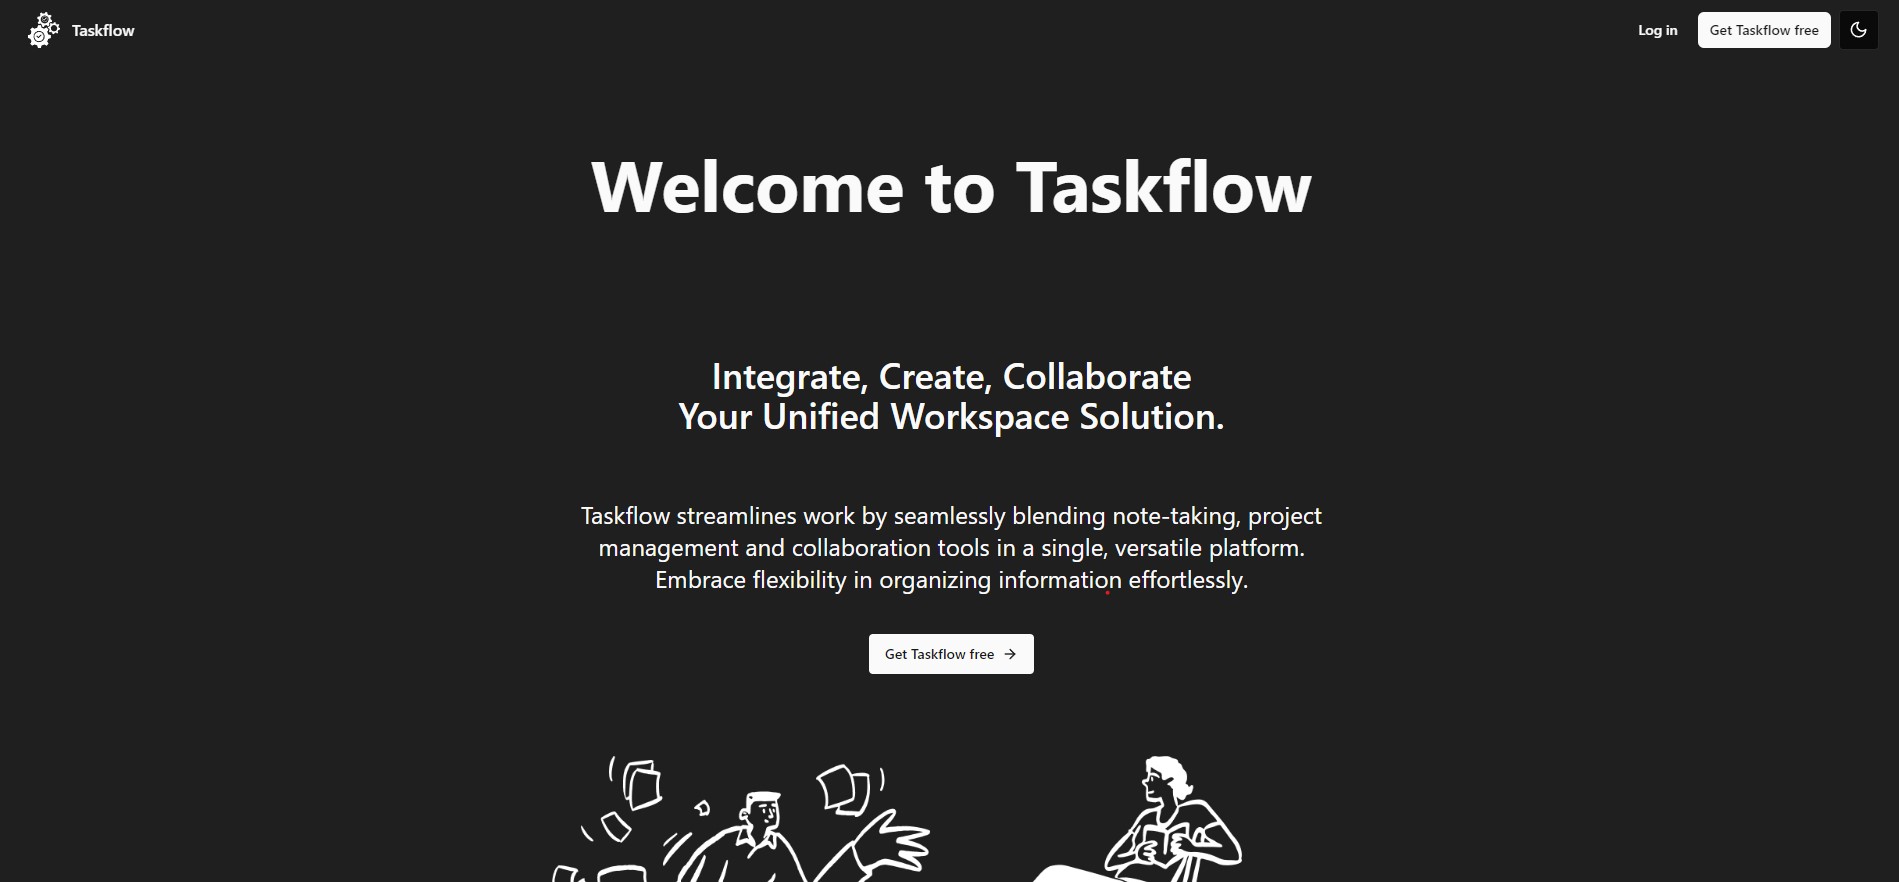 Taskflow
Log in
Get Taskflow free
Welcome to Taskflow
Integrate, Create, Collaborate
Your Unified Workspace Solution.
Taskflow streamlines work by seamlessly blending note-taking, project
management and collaboration tools in a single, versatile platform.
Embrace flexibility in organizing information effortlessly.
Get Taskflow free